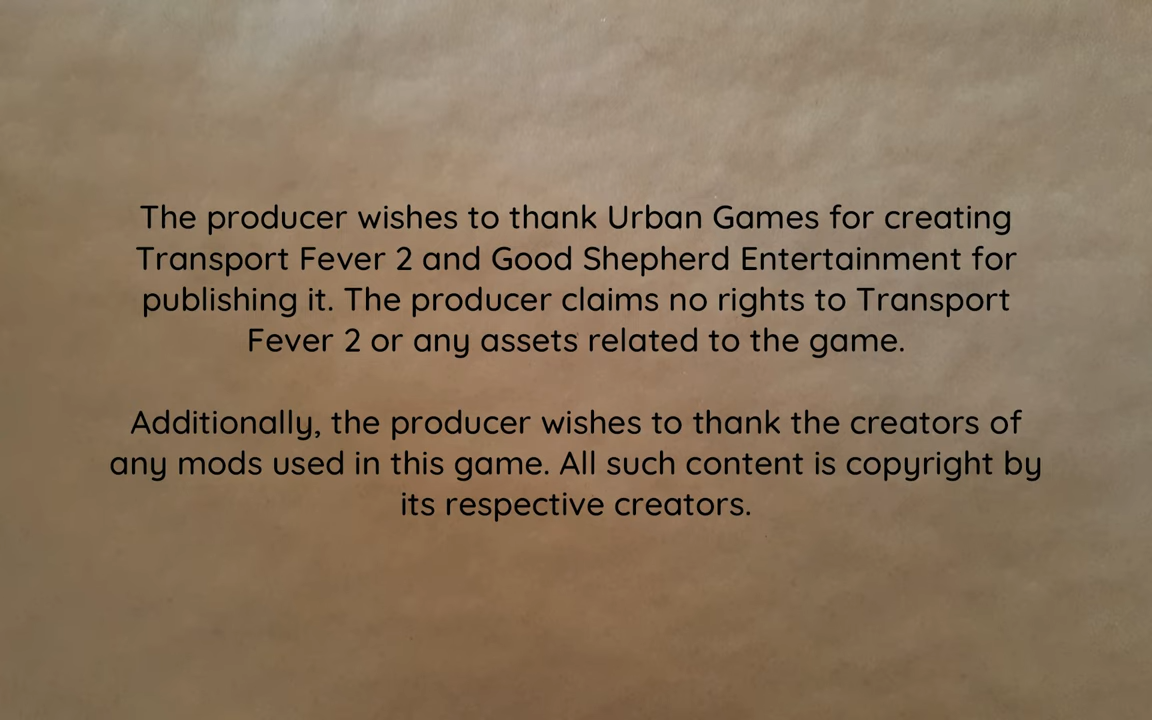 The producer wishes to thank Urban Games for creating
Transport Fever 2 and Good Shepherd Entertainment for
publishing it. The producer claims no rights to Transport
Fever 2 or any assets related to the game.
Additionally, the producer wishes to thank the creators of
any mods used in this game. All such content is copyright by
its respective creators.